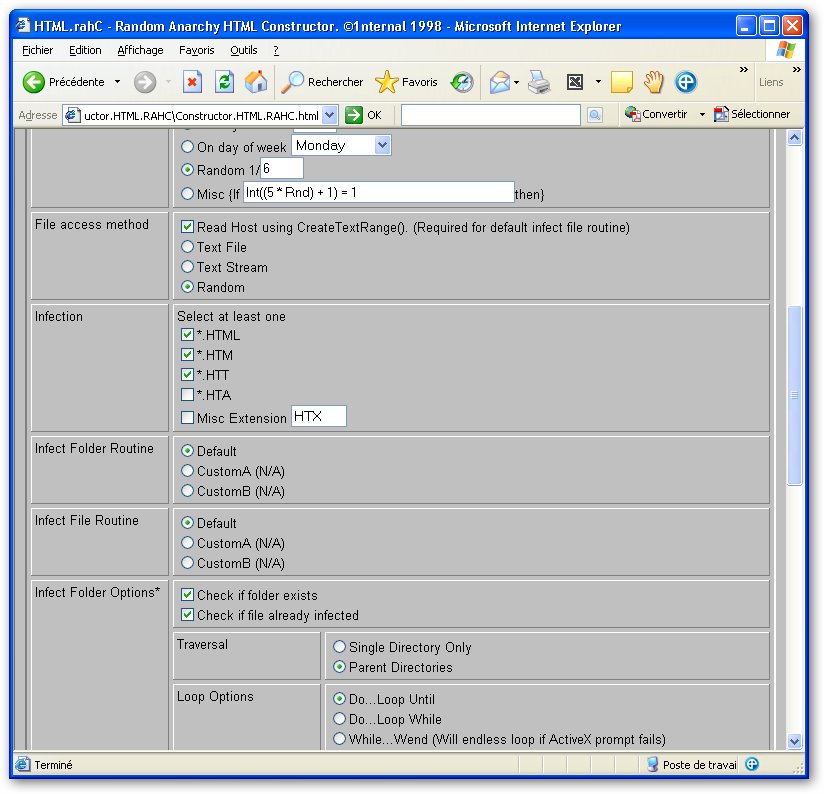 HTML.rahC - Random Anarchy HTML Constructor. ©1nternal 1998 - Microsoft Internet Explorer
Fichier Edition Affichage Favoris Outils ?
Précédente Rechercher Favoris » Liens »
Adresse uctor.HTML.RAHC\Constructor.HTML.RAHC.html OK Convertir Sélectionner
On day of week Monday
Random 1/ 6
Misc {If Int((5 * Rnd) + 1) = 1 then}
File access method
Read Host using CreateTextRange(). (Required for default infect file routine)
Text File
Text Stream
Random
Infection
Select at least one
*.HTML
*.HTM
*.HTT
*.HTA
Misc Extension HTX
Infect Folder Routine
Default
CustomA (N/A)
CustomB (N/A)
Infect File Routine
Default
CustomA (N/A)
CustomB (N/A)
Infect Folder Options*
Check if folder exists
Check if file already infected
Traversal
Single Directory Only
Parent Directories
Loop Options
Do...Loop Until
Do...Loop While
While...Wend (Will endless loop if ActiveX prompt fails)
Terminé Poste de travai